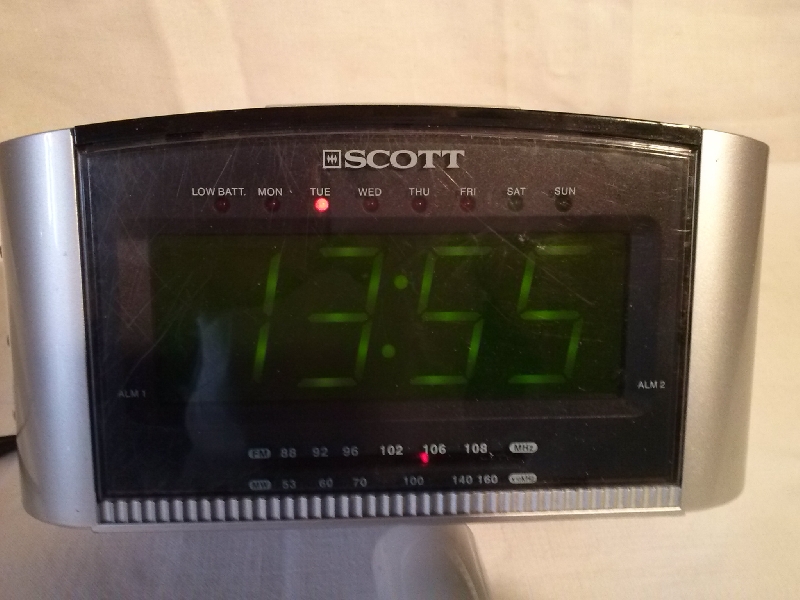 SCOTT
LOW BATT. MON TUE WED THU FRI SAT SUN
13:55
ALM 1 ALM 2
FM 88 92 96 102 106 108 MHz
MW 53 60 70 100 140 160